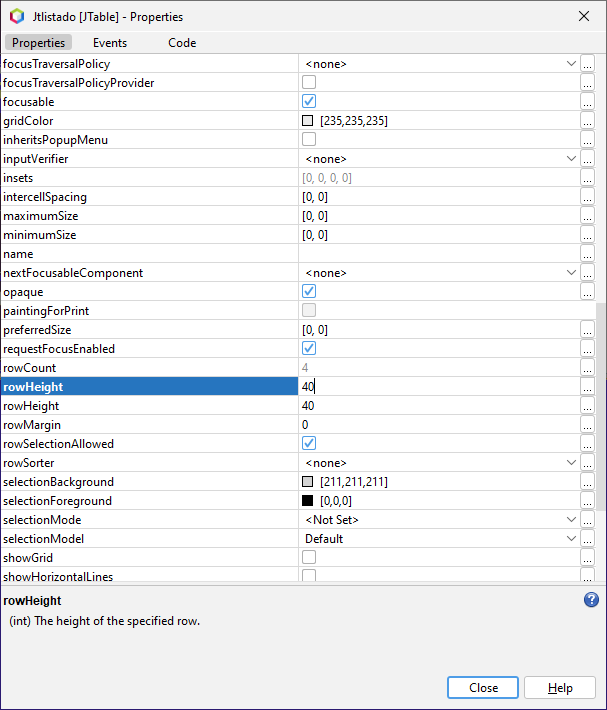 Jtlistado [JTable] - Properties
Properties Events Code
focusTraversalPolicy <none> ...
focusTraversalPolicyProvider
focusable ...
gridColor [235,235,235] ...
inheritsPopupMenu ...
inputVerifier <none> ...
insets [0, 0, 0, 0] ...
intercellSpacing [0, 0] ...
maximumSize [0, 0] ...
minimumSize [0, 0] ...
name ...
nextFocusableComponent <none> ...
opaque ...
paintingForPrint
preferredSize [0, 0] ...
requestFocusEnabled ...
rowCount 4 ...
rowHeight 40 ...
rowHeight 40 ...
rowMargin 0 ...
rowSelectionAllowed ...
rowSorter <none> ...
selectionBackground [211,211,211] ...
selectionForeground [0,0,0] ...
selectionMode <Not Set> ...
selectionModel Default ...
showGrid ...
showHorizontalLines ...
rowHeight
(int) The height of the specified row.
Close Help